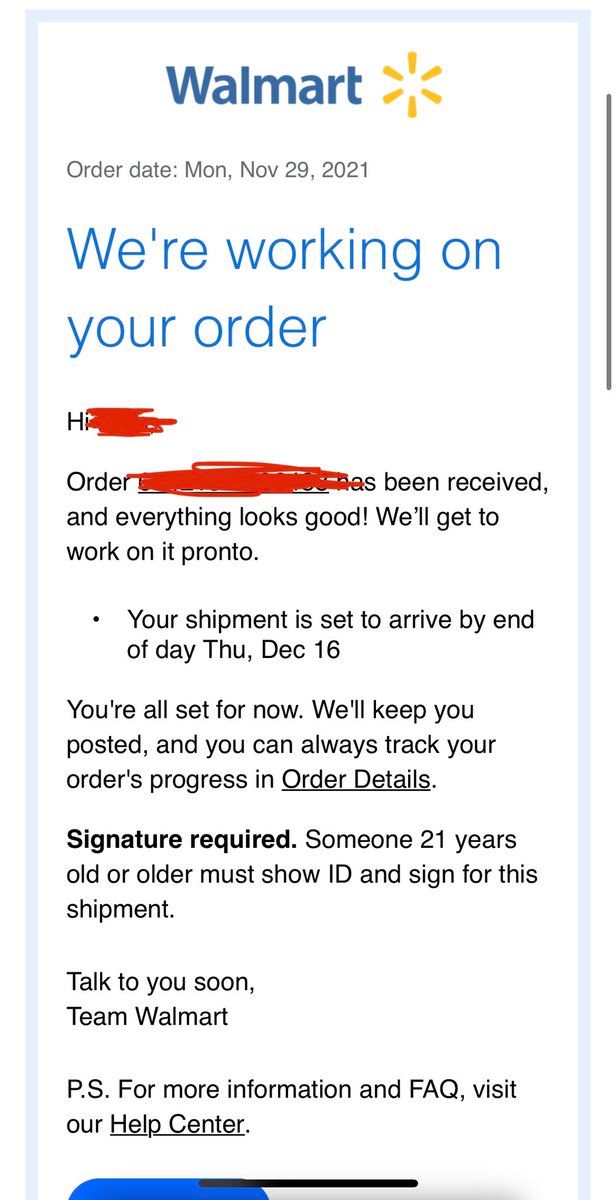 Walmart
Order date: Mon, Nov 29, 2021
We're working on
your order
Hi
Order has been received,
and everything looks good! We’ll get to
work on it pronto.
• Your shipment is set to arrive by end
of day Thu, Dec 16
You're all set for now. We'll keep you
posted, and you can always track your
order's progress in Order Details.
Signature required. Someone 21 years
old or older must show ID and sign for this
shipment.
Talk to you soon,
Team Walmart
P.S. For more information and FAQ, visit
our Help Center.